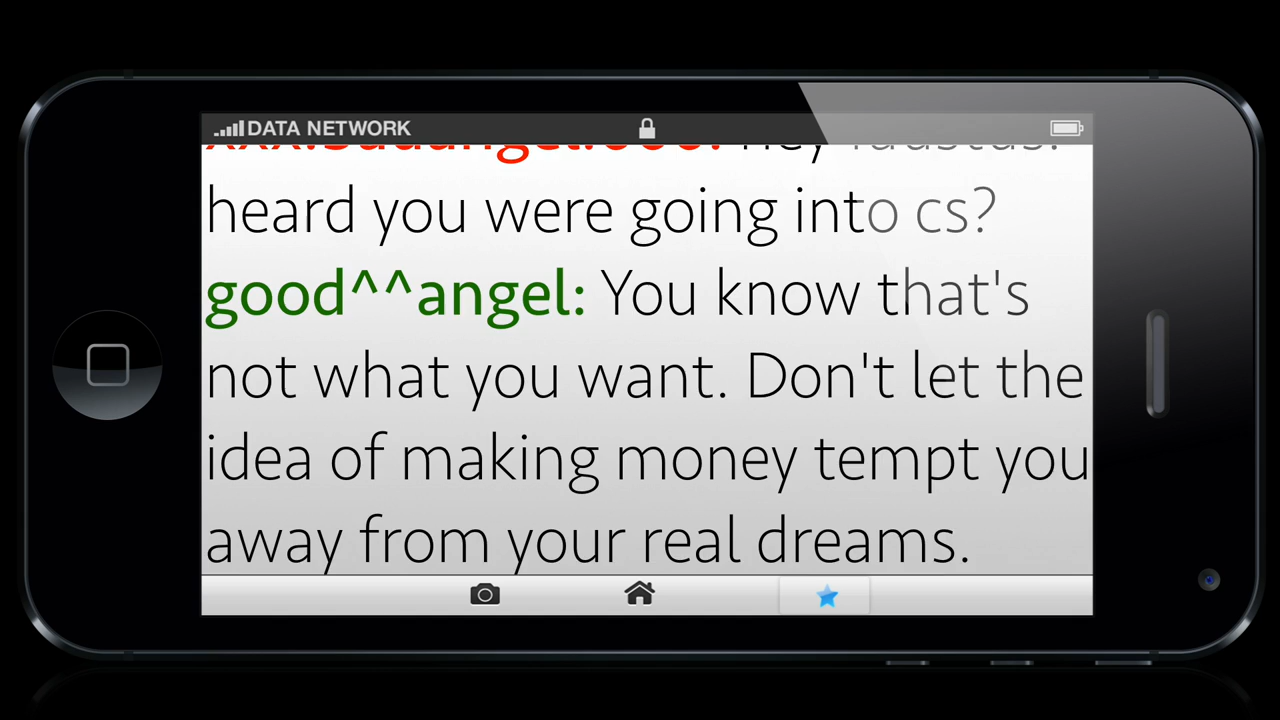 DATA NETWORK
heard you were going into cs?
good^^angel: You know that's
not what you want. Don't let the
idea of making money tempt you
away from your real dreams.